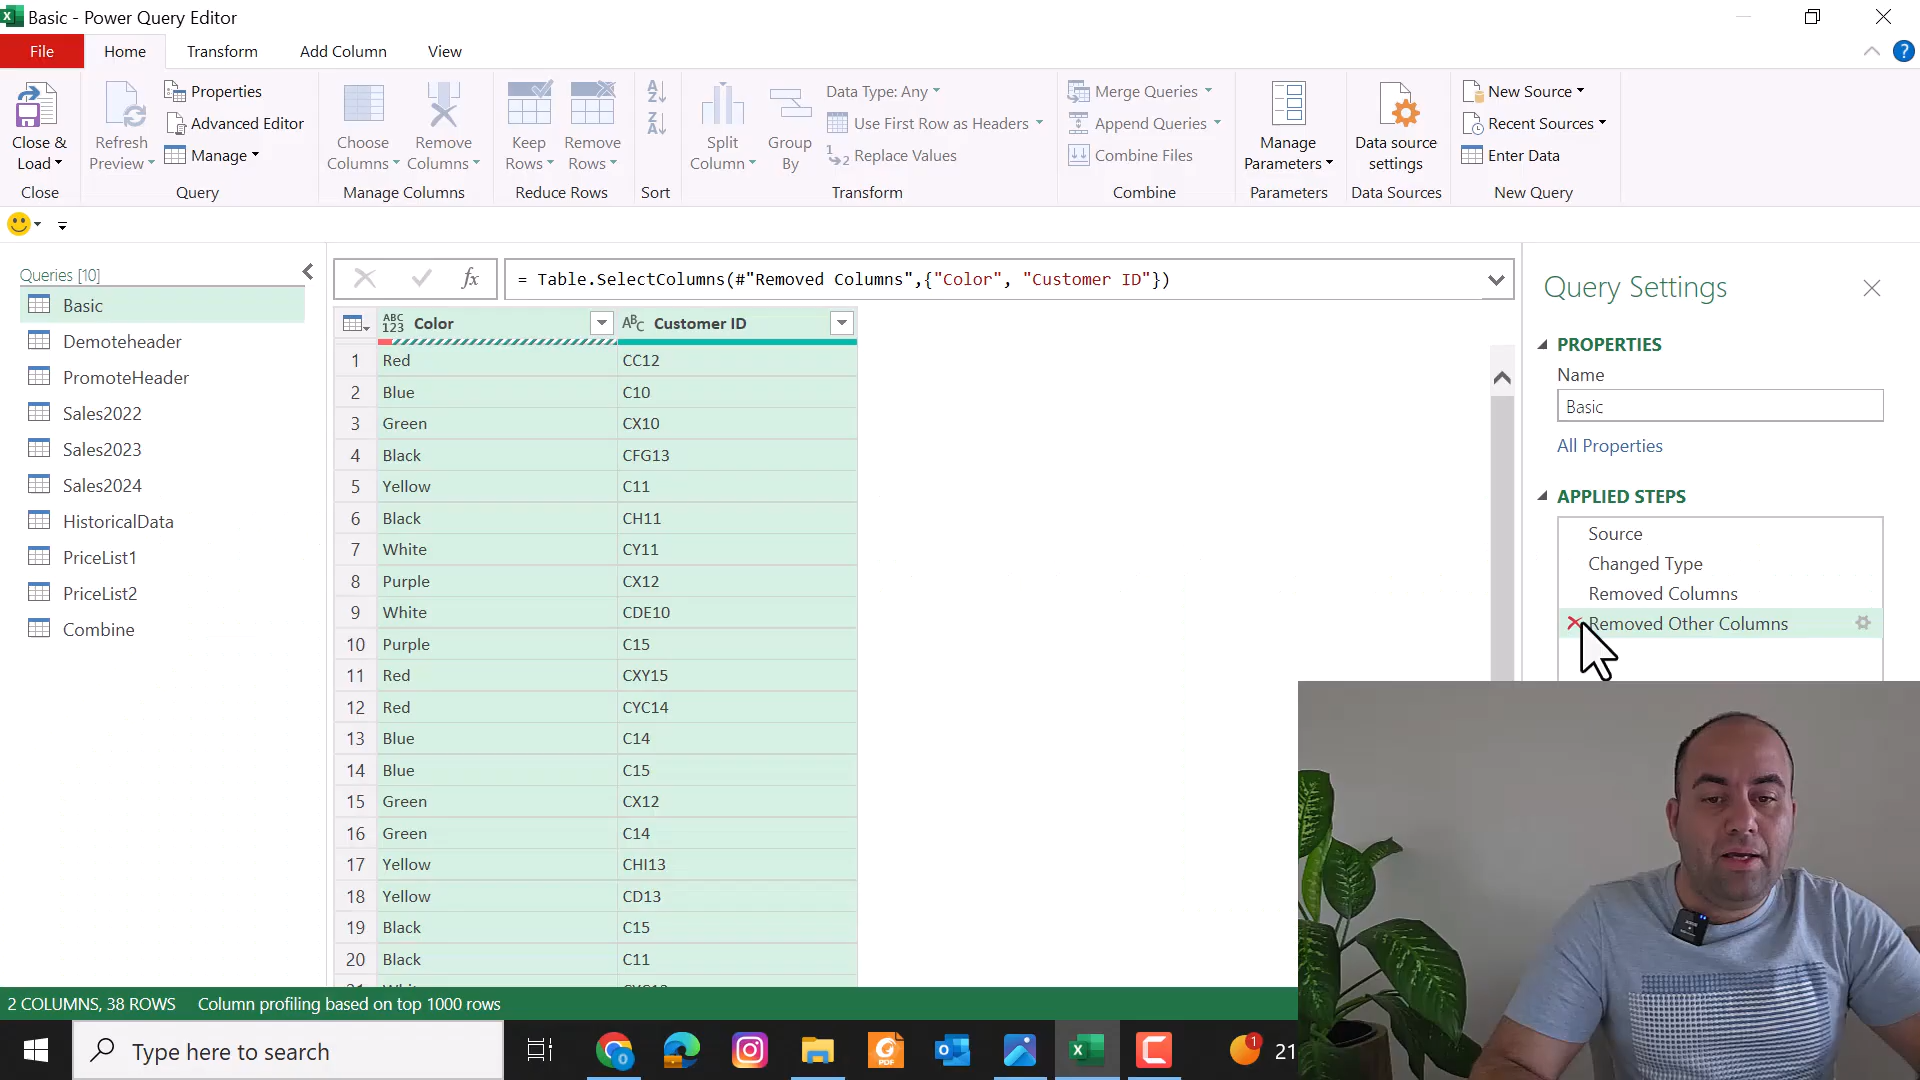 Basic - Power Query Editor
File Home Transform Add Column View
Close & Load
Close
Refresh Preview
Properties
Advanced Editor
Manage
Query
Choose Columns
Remove Columns
Manage Columns
Keep Rows
Remove Rows
Reduce Rows
Sort
Split Column
Group By
Data Type: Any
Use First Row as Headers
Replace Values
Transform
Merge Queries
Append Queries
Combine Files
Combine
Manage Parameters
Parameters
Data source settings
Data Sources
New Source
Recent Sources
Enter Data
New Query
Queries [10]
Basic
Demoteheader
PromoteHeader
Sales2022
Sales2023
Sales2024
HistoricalData
PriceList1
PriceList2
Combine
fx = Table.SelectColumns(#"Removed Columns",{"Color", "Customer ID"})
ABC 123 Color ABC Customer ID
1 Red CC12
2 Blue C10
3 Green CX10
4 Black CFG13
5 Yellow C11
6 Black CH11
7 White CY11
8 Purple CX12
9 White CDE10
10 Purple C15
11 Red CXY15
12 Red CYC14
13 Blue C14
14 Blue C15
15 Green CX12
16 Green C14
17 Yellow CHI13
18 Yellow CD13
19 Black C15
20 Black C11
Query Settings
PROPERTIES
Name
Basic
All Properties
APPLIED STEPS
Source
Changed Type
Removed Columns
Removed Other Columns
2 COLUMNS, 38 ROWS Column profiling based on top 1000 rows
Type here to search
PDF
1
21